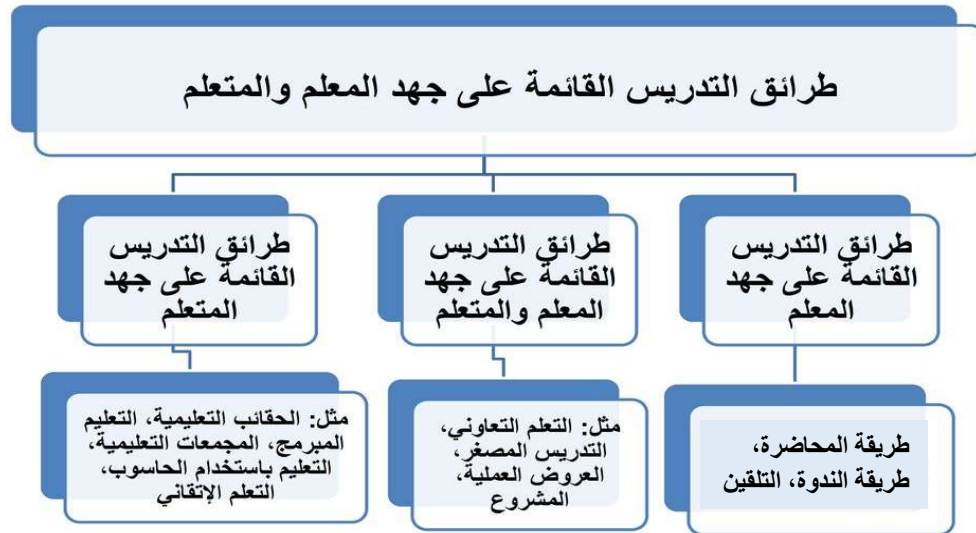 طرائق التدريس القائمة على جهد المعلم والمتعلم
طرائق التدريس
القائمة على جهد
المعلم
طرائق التدريس
القائمة على جهد
المعلم والمتعلم
طرائق التدريس
القائمة على جهد
المتعلم
طريقة المحاضرة،
طريقة الندوة، التلقين
مثل: التعلم التعاوني،
التدريس المصغر،
العروض العملية،
المشروع
مثل: الحقائب التعليمية، التعليم
المبرمج، المجمعات التعليمية،
التعليم باستخدام الحاسوب،
التعلم الإتقاني